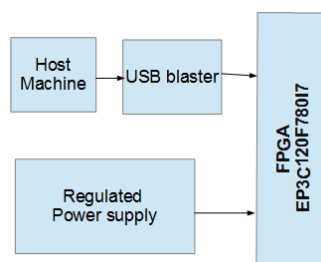 Host
Machine
USB blaster
Regulated
Power supply
FPGA
EP3C120F780I7